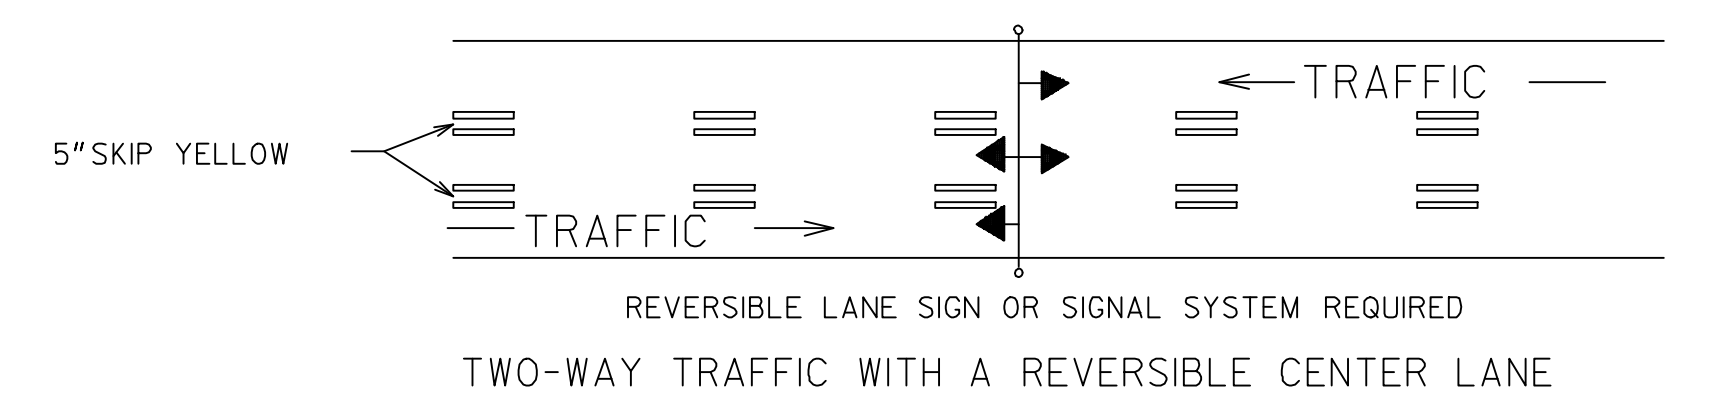 TRAFFIC
5" SKIP YELLOW
TRAFFIC
REVERSIBLE LANE SIGN OR SIGNAL SYSTEM REQUIRED
TWO-WAY TRAFFIC WITH A REVERSIBLE CENTER LANE